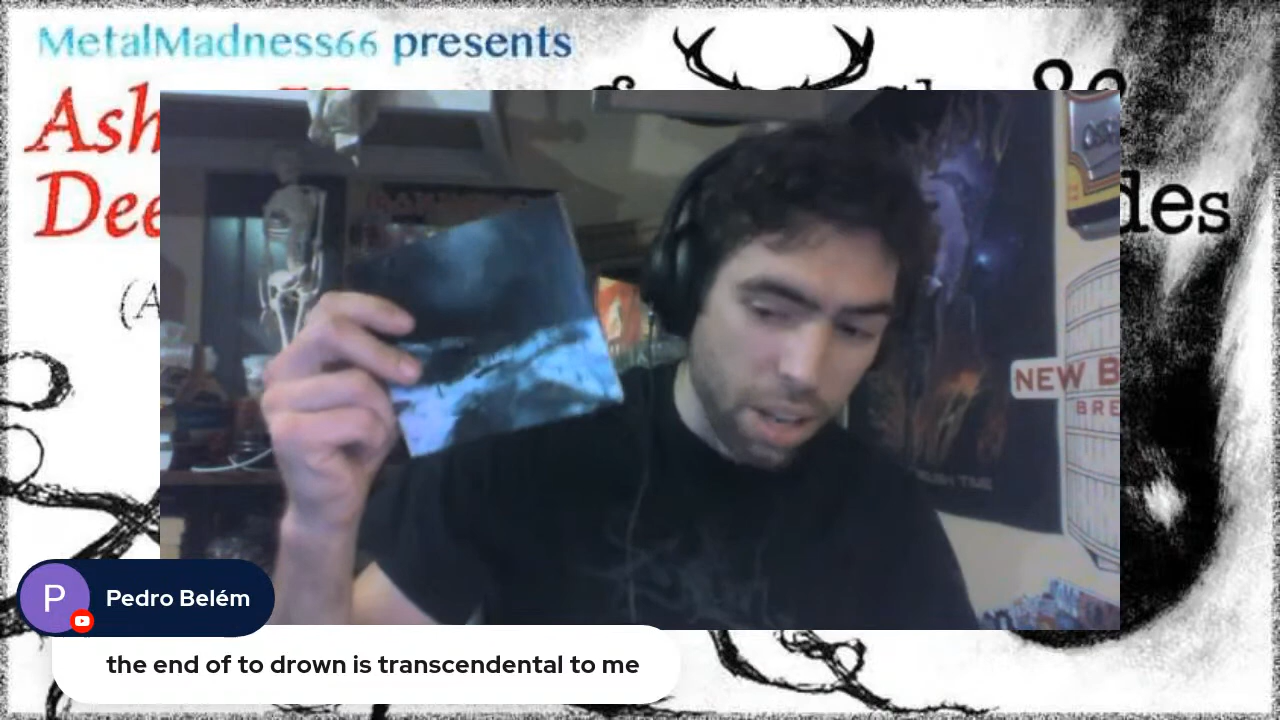 MetalMadness66 presents
Ash
Dee
des
(A
NEW B
BRE
P Pedro Belém
the end of to drown is transcendental to me